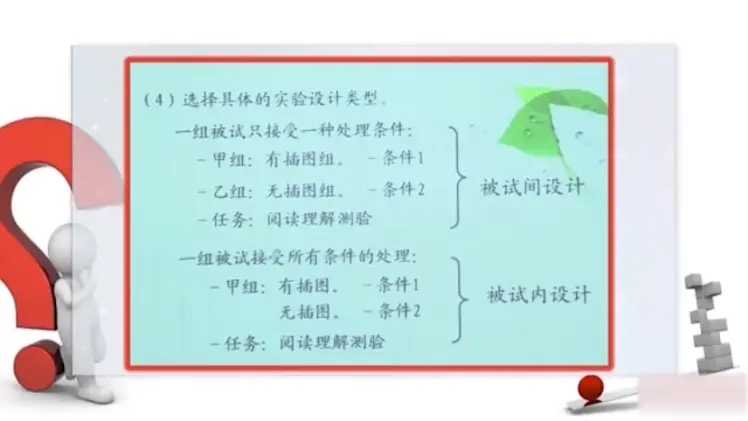 （4）选择具体的实验设计类型。
一组被试只接受一种处理条件：
－甲组：有插图组。 －条件1
－乙组：无插图组。 －条件2
－任务：阅读理解测验
被试间设计
一组被试接受所有条件的处理：
－甲组：有插图。 －条件1
无插图。 －条件2
－任务：阅读理解测验
被试内设计